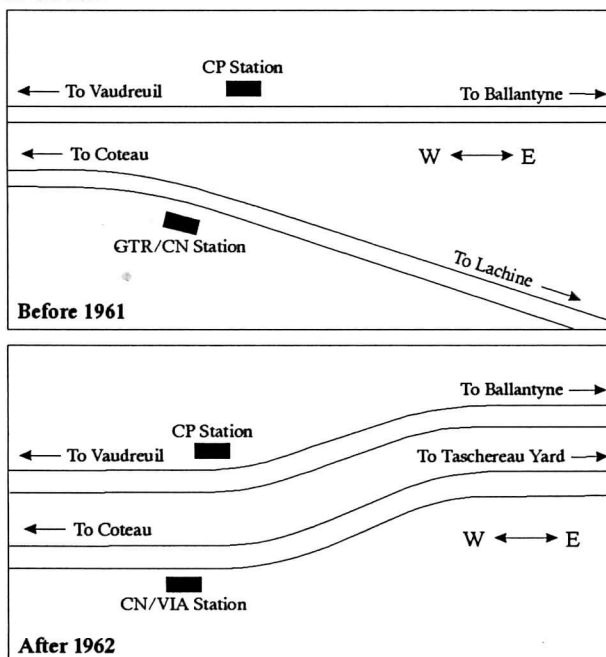 CP Station
To Vaudreuil
To Ballantyne
To Coteau
W E
GTR/CN Station
To Lachine
Before 1961
To Ballantyne
CP Station
To Vaudreuil
To Taschereau Yard
To Coteau
W E
CN/VIA Station
After 1962